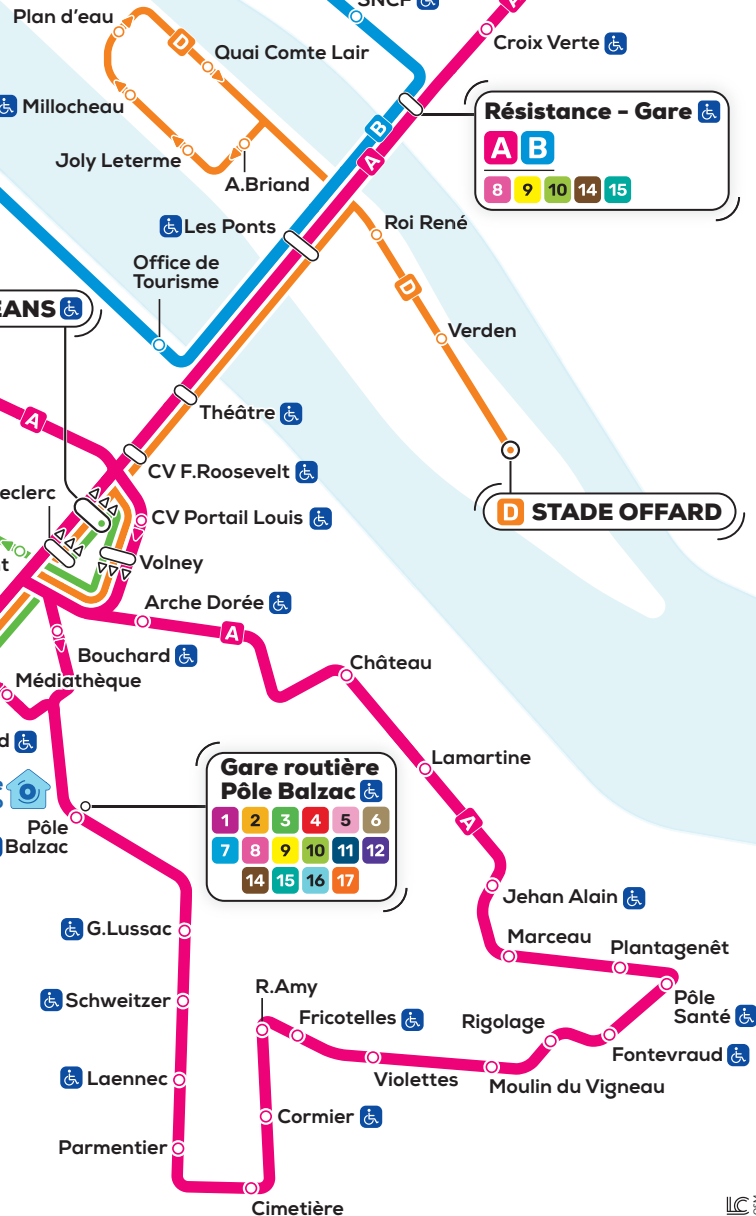 SNCF
A
Plan d'eau
D
Croix Verte
Quai Comte Lair
Millocheau
Résistance - Gare
A B
8 9 10 14 15
B
A
Joly Leterme
A.Briand
Les Ponts
Roi René
Office de
Tourisme
D
Verden
EANS
Théâtre
A
CV F.Roosevelt
eclerc
D STADE OFFARD
CV Portail Louis
t
Volney
Arche Dorée
A
Bouchard
Château
Médiathèque
d
Lamartine
Gare routière
Pôle Balzac
1 2 3 4 5 6
7 8 9 10 11 12
14 15 16 17
A
Pôle
Balzac
Jehan Alain
G.Lussac
Marceau
Plantagenêt
R.Amy
Schweitzer
Pôle
Santé
Fricotelles
Rigolage
Fontevraud
Laennec
Violettes
Moulin du Vigneau
Cormier
Parmentier
Cimetière
LC